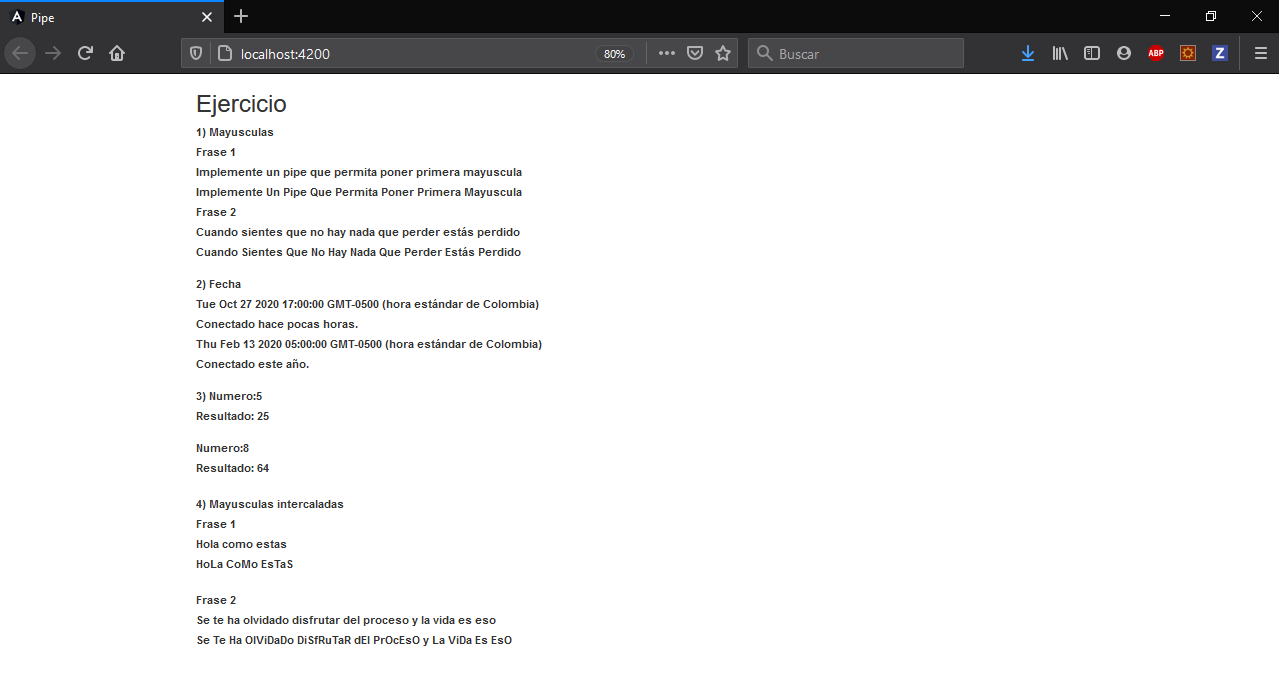 Pipe
localhost:4200
80%
Buscar
ABP
Z
Ejercicio
1) Mayusculas
Frase 1
Implemente un pipe que permita poner primera mayuscula
Implemente Un Pipe Que Permita Poner Primera Mayuscula
Frase 2
Cuando sientes que no hay nada que perder estás perdido
Cuando Sientes Que No Hay Nada Que Perder Estás Perdido
2) Fecha
Tue Oct 27 2020 17:00:00 GMT-0500 (hora estándar de Colombia)
Conectado hace pocas horas.
Thu Feb 13 2020 05:00:00 GMT-0500 (hora estándar de Colombia)
Conectado este año.
3) Numero:5
Resultado: 25
Numero:8
Resultado: 64
4) Mayusculas intercaladas
Frase 1
Hola como estas
HoLa CoMo EsTaS
Frase 2
Se te ha olvidado disfrutar del proceso y la vida es eso
Se Te Ha OlViDaDo DiSfRuTaR dEl PrOcEsO y La ViDa Es EsO